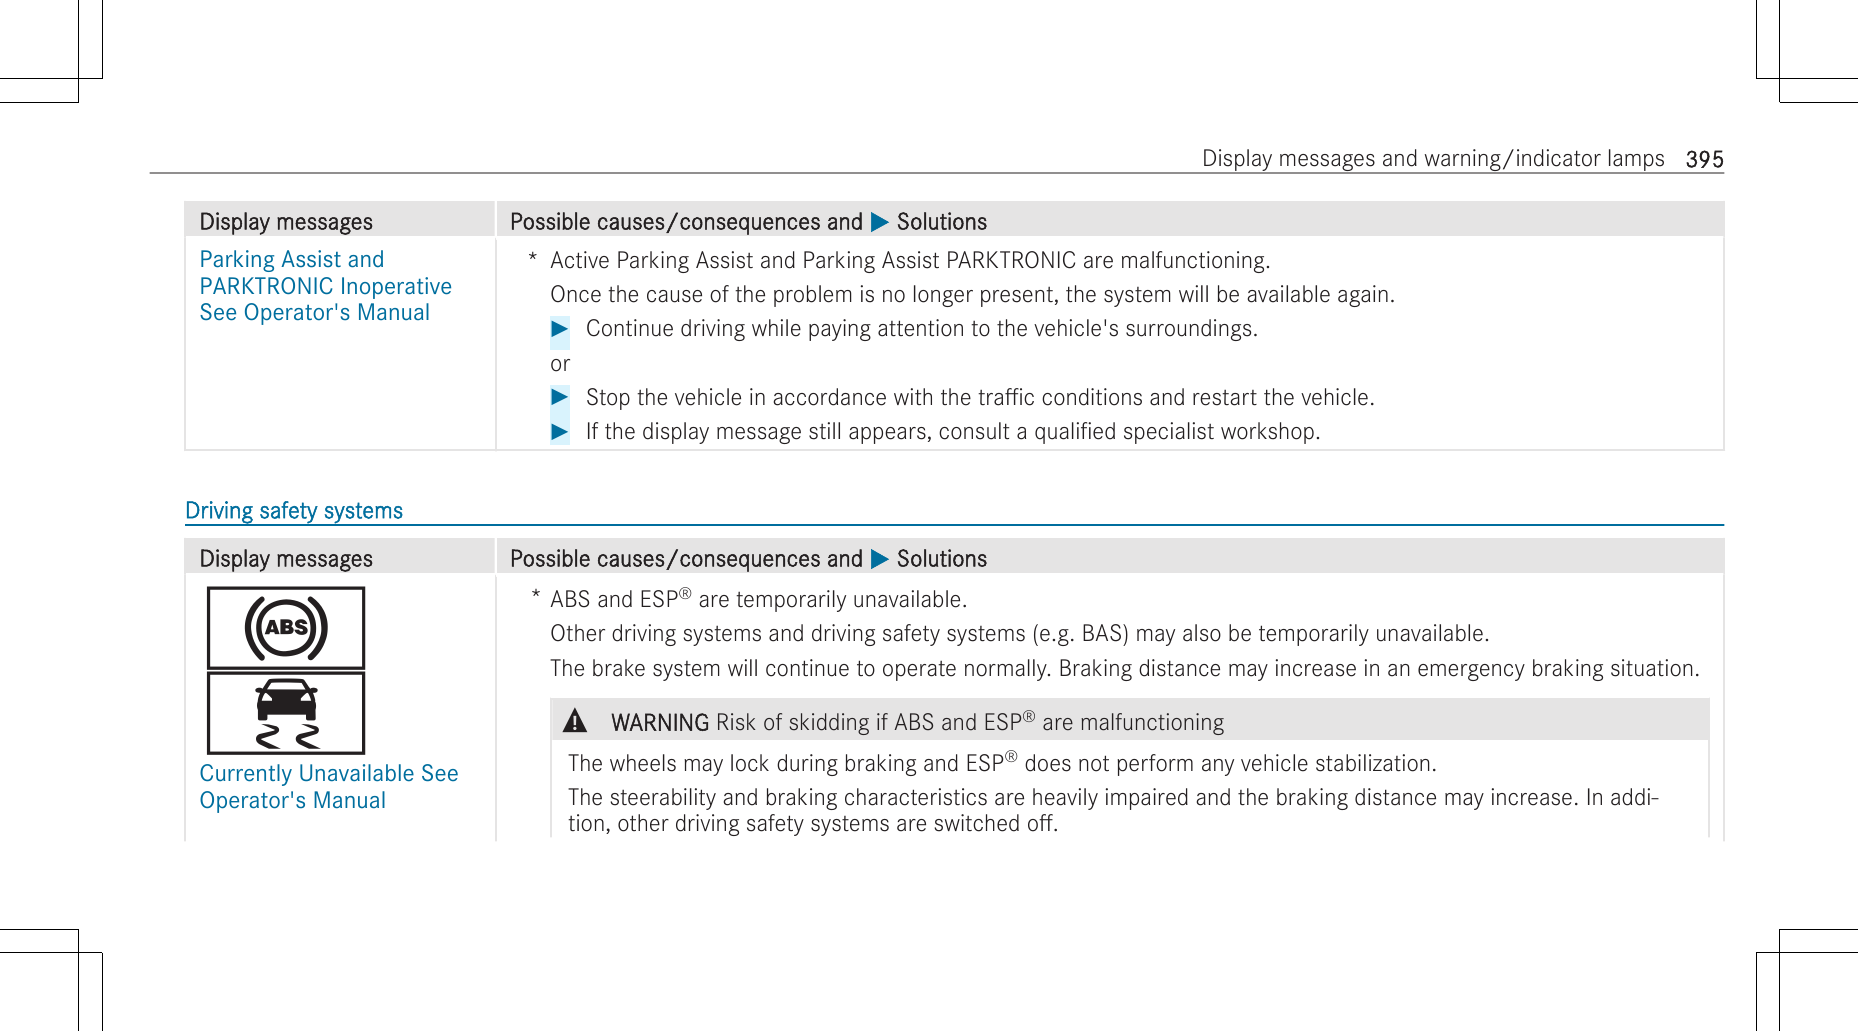 Display messages and warning/indicator lamps 395
Display messages
Possible causes/consequences and ▶ Solutions
Parking Assist and
PARKTRONIC Inoperative
See Operator's Manual
* Active Parking Assist and Parking Assist PARKTRONIC are malfunctioning.
Once the cause of the problem is no longer present, the system will be available again.
▶ Continue driving while paying attention to the vehicle's surroundings.
or
▶ Stop the vehicle in accordance with the traffic conditions and restart the vehicle.
▶ If the display message still appears, consult a qualified specialist workshop.
Driving safety systems
Display messages
Possible causes/consequences and ▶ Solutions
ABS
Currently Unavailable See
Operator's Manual
* ABS and ESP® are temporarily unavailable.
Other driving systems and driving safety systems (e.g. BAS) may also be temporarily unavailable.
The brake system will continue to operate normally. Braking distance may increase in an emergency braking situation.
WARNING Risk of skidding if ABS and ESP® are malfunctioning
The wheels may lock during braking and ESP® does not perform any vehicle stabilization.
The steerability and braking characteristics are heavily impaired and the braking distance may increase. In addi-
tion, other driving safety systems are switched off.